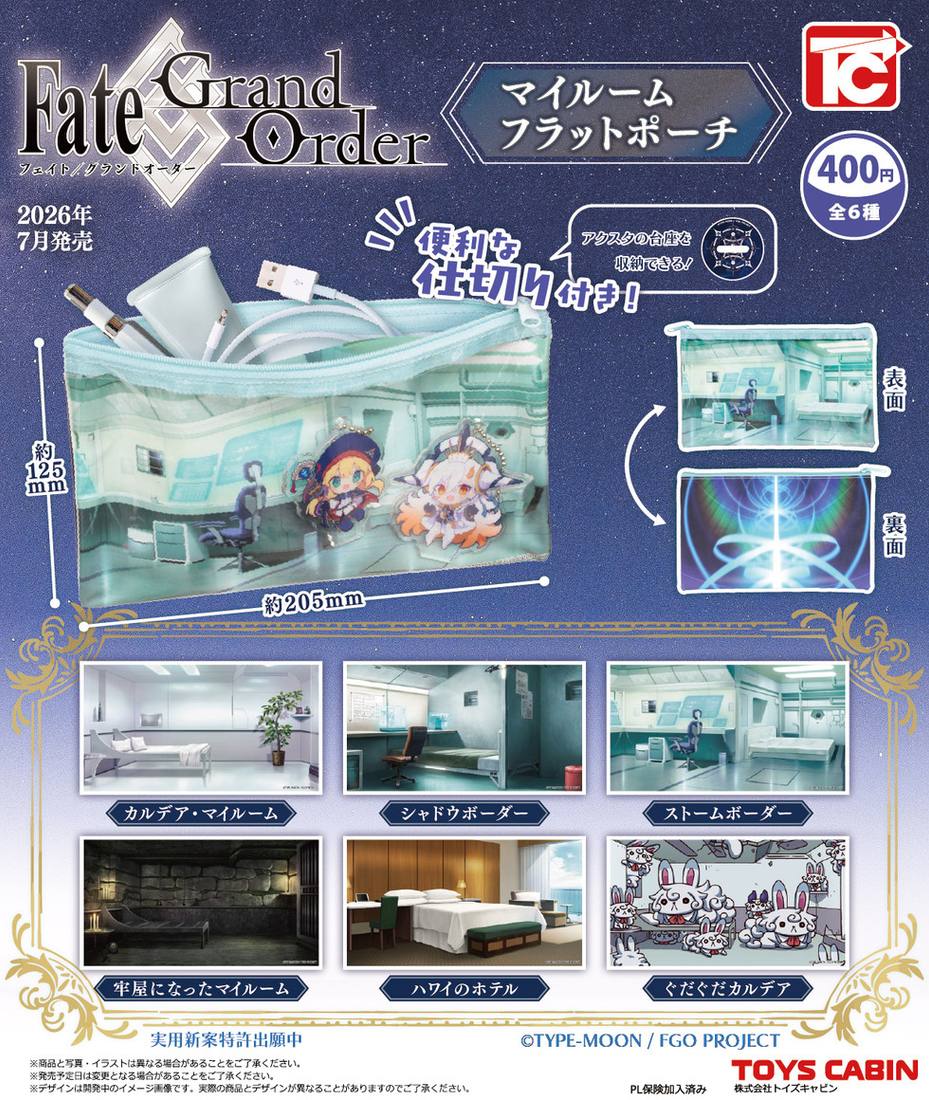 Fate
Grand
Order
フェイト/グランドオーダー
マイルーム
フラットポーチ
TC
400円
全6種
2026年
7月発売
便利な
仕切り付き!
アクスタの台座を
収納できる!
約
125
mm
約205mm
表面
裏面
カルデア・マイルーム
シャドウボーダー
ストームボーダー
牢屋になったマイルーム
ハワイのホテル
ぐだぐだカルデア
実用新案特許出願中
©TYPE-MOON / FGO PROJECT
※商品と写真・イラストは異なる場合があることをご了承ください。
※発売予定日は変更となる場合があることをご了承ください。
※デザインは開発中のイメージ画像です。実際の商品とデザインが異なることがありますのでご了承ください。
PL保険加入済み
TOYS CABIN
株式会社トイズキャビン